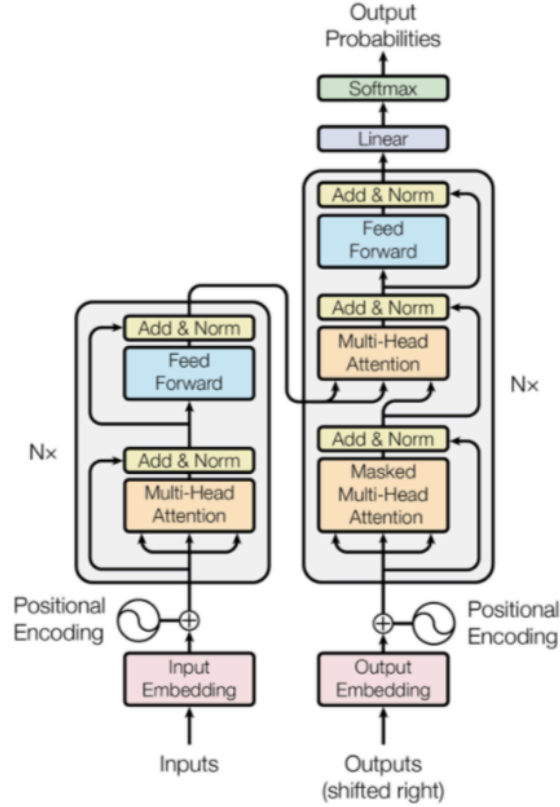 Output
Probabilities
Softmax
Linear
Add & Norm
Feed
Forward
Add & Norm
Multi-Head
Attention
Add & Norm
Masked
Multi-Head
Attention
N×
Positional
Encoding
Output
Embedding
Outputs
(shifted right)
Add & Norm
Feed
Forward
Add & Norm
Multi-Head
Attention
N×
Positional
Encoding
Input
Embedding
Inputs